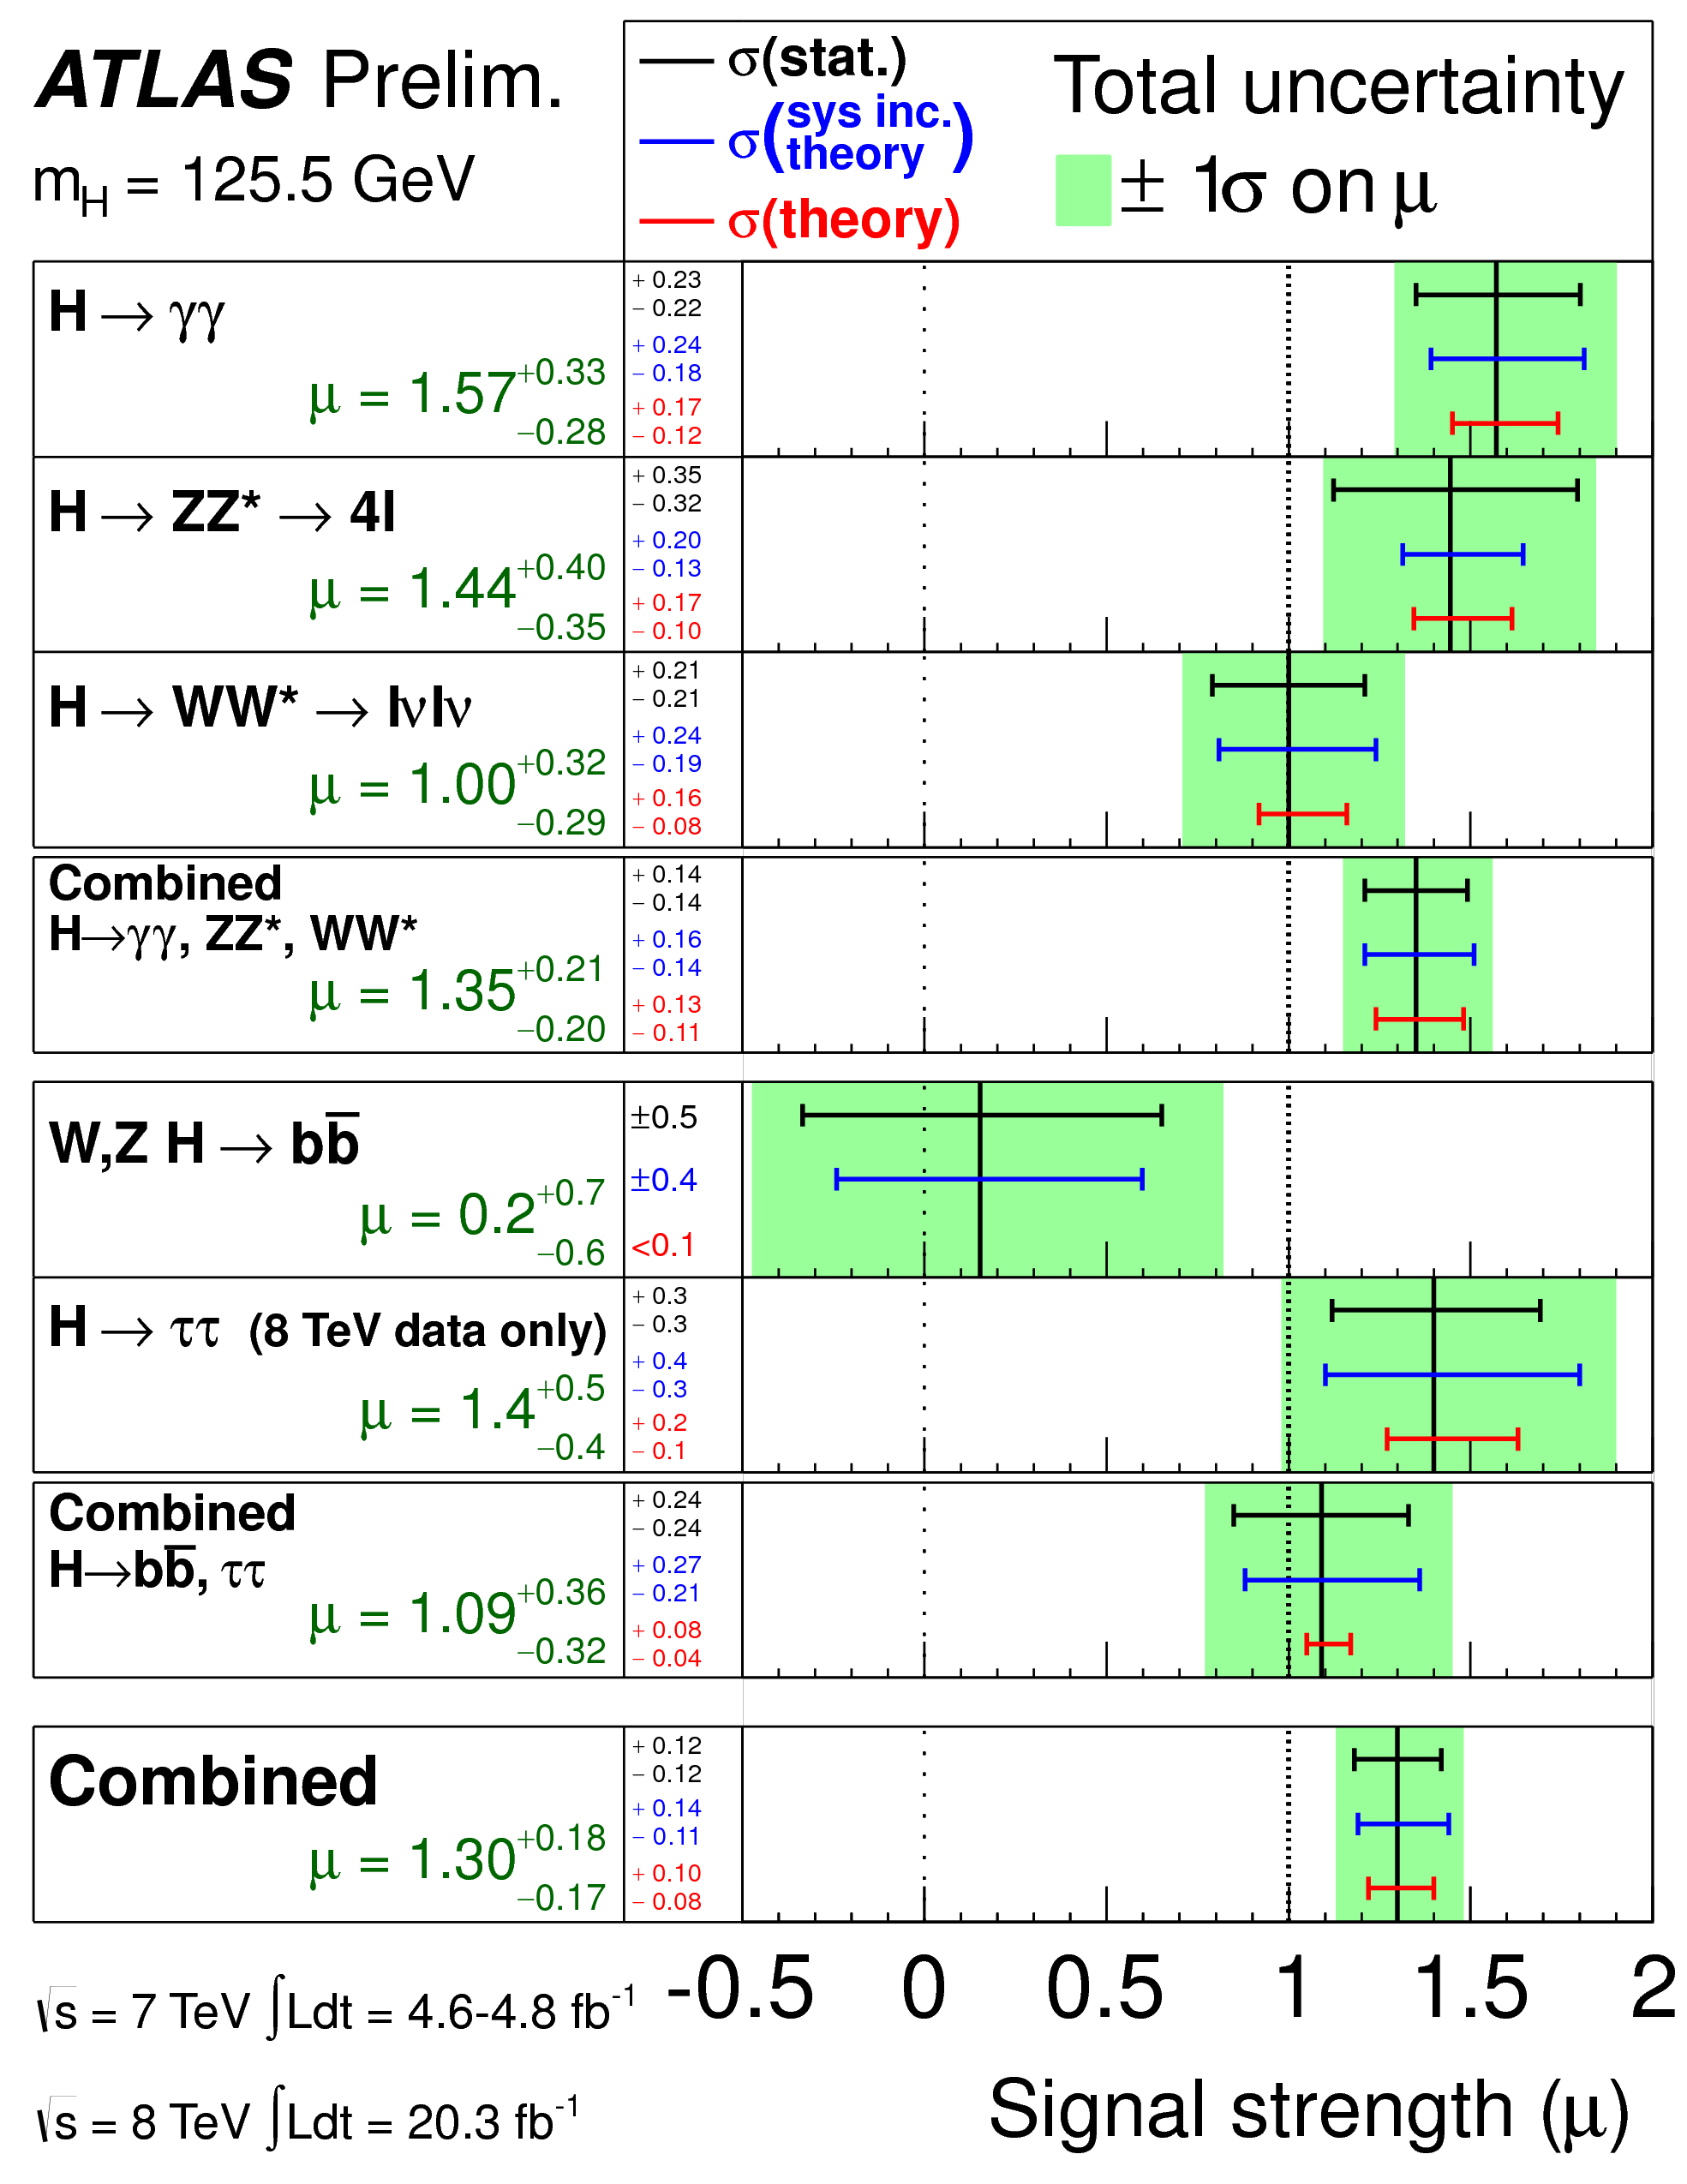 ATLAS Prelim.
m_H = 125.5 GeV
σ(stat.)
σ(sys inc. theory)
σ(theory)
Total uncertainty
± 1σ on μ
H → γγ
μ = 1.57 +0.33 −0.28
+ 0.23
− 0.22
+ 0.24
− 0.18
+ 0.17
− 0.12
H → ZZ* → 4l
μ = 1.44 +0.40 −0.35
+ 0.35
− 0.32
+ 0.20
− 0.13
+ 0.17
− 0.10
H → WW* → lνlν
μ = 1.00 +0.32 −0.29
+ 0.21
− 0.21
+ 0.24
− 0.19
+ 0.16
− 0.08
Combined
H→γγ, ZZ*, WW*
μ = 1.35 +0.21 −0.20
+ 0.14
− 0.14
+ 0.16
− 0.14
+ 0.13
− 0.11
W,Z H → bb̅
μ = 0.2 +0.7 −0.6
±0.5
±0.4
<0.1
H → ττ (8 TeV data only)
μ = 1.4 +0.5 −0.4
+ 0.3
− 0.3
+ 0.4
− 0.3
+ 0.2
− 0.1
Combined
H→bb̅, ττ
μ = 1.09 +0.36 −0.32
+ 0.24
− 0.24
+ 0.27
− 0.21
+ 0.08
− 0.04
Combined
μ = 1.30 +0.18 −0.17
+ 0.12
− 0.12
+ 0.14
− 0.11
+ 0.10
− 0.08
-0.5 0 0.5 1 1.5 2
√s = 7 TeV ∫Ldt = 4.6-4.8 fb⁻¹
√s = 8 TeV ∫Ldt = 20.3 fb⁻¹
Signal strength (μ)